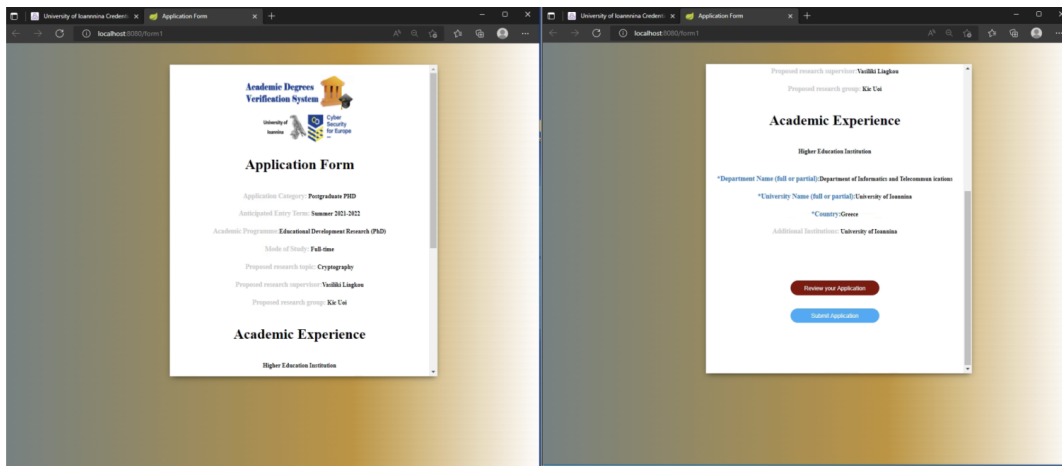 University of Ioannnina Credenti
Application Form
localhost:8080/form1
Academic Degrees
Verification System
University of
Ioannina
Cyber
Security
for Europe
Application Form
Application Category: Postgraduate PHD
Anticipated Entry Term: Summer 2021-2022
Academic Programme:Educational Development Research (PhD)
Mode of Study: Full-time
Proposed research topic: Cryptography
Proposed research supervisor:Vasiliki Liagkou
Proposed research group: Kic Uoi
Academic Experience
Higher Education Institution
University of Ioannnina Credenti
Application Form
localhost:8080/form1
Proposed research supervisor:Vasiliki Liagkou
Proposed research group: Kic Uoi
Academic Experience
Higher Education Institution
*Department Name (full or partial):Department of Informatics and Telecommun ications
*University Name (full or partial):University of Ioannina
*Country:Greece
Additional Institutions: University of Ioannina
Review your Application
Submit Application